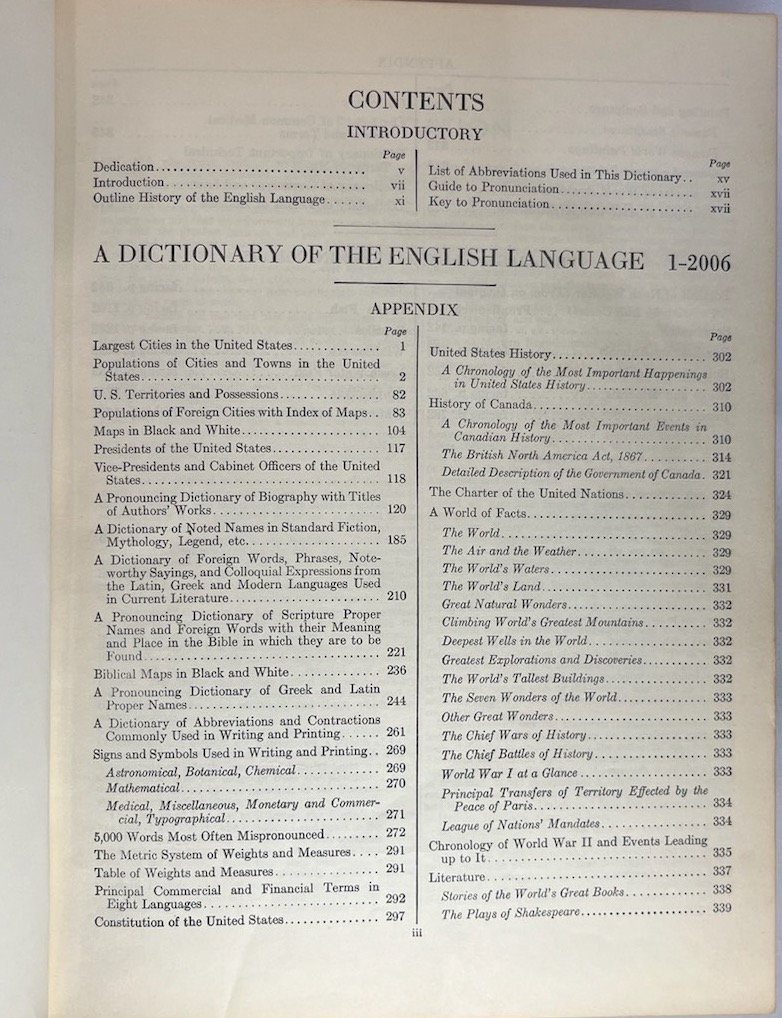 CONTENTS
INTRODUCTORY
Page
Dedication................................ v
Introduction.............................. vii
Outline History of the English Language...... xi
Page
List of Abbreviations Used in This Dictionary.. xv
Guide to Pronunciation.................... xvii
Key to Pronunciation..................... xvii
A DICTIONARY OF THE ENGLISH LANGUAGE 1-2006
APPENDIX
Page
Largest Cities in the United States.............. 1
Populations of Cities and Towns in the United
States...................................... 2
U. S. Territories and Possessions................ 82
Populations of Foreign Cities with Index of Maps.. 83
Maps in Black and White...................... 104
Presidents of the United States................. 117
Vice-Presidents and Cabinet Officers of the United
States...................................... 118
A Pronouncing Dictionary of Biography with Titles
of Authors' Works........................... 120
A Dictionary of Noted Names in Standard Fiction,
Mythology, Legend, etc...................... 185
A Dictionary of Foreign Words, Phrases, Note-
worthy Sayings, and Colloquial Expressions from
the Latin, Greek and Modern Languages Used
in Current Literature........................ 210
A Pronouncing Dictionary of Scripture Proper
Names and Foreign Words with their Meaning
and Place in the Bible in which they are to be
Found...................................... 221
Biblical Maps in Black and White............... 236
A Pronouncing Dictionary of Greek and Latin
Proper Names............................... 244
A Dictionary of Abbreviations and Contractions
Commonly Used in Writing and Printing...... 261
Signs and Symbols Used in Writing and Printing.. 269
Astronomical, Botanical, Chemical............. 269
Mathematical................................ 270
Medical, Miscellaneous, Monetary and Commer-
cial, Typographical......................... 271
5,000 Words Most Often Mispronounced......... 272
The Metric System of Weights and Measures.... 291
Table of Weights and Measures................. 291
Principal Commercial and Financial Terms in
Eight Languages............................ 292
Constitution of the United States............... 297
Page
United States History......................... 302
A Chronology of the Most Important Happenings
in United States History.................... 302
History of Canada............................ 310
A Chronology of the Most Important Events in
Canadian History.......................... 310
The British North America Act, 1867.......... 314
Detailed Description of the Government of Canada. 321
The Charter of the United Nations.............. 324
A World of Facts............................. 329
The World................................... 329
The Air and the Weather...................... 329
The World's Waters.......................... 329
The World's Land............................ 331
Great Natural Wonders....................... 332
Climbing World's Greatest Mountains.......... 332
Deepest Wells in the World.................... 332
Greatest Explorations and Discoveries........... 332
The World's Tallest Buildings................. 332
The Seven Wonders of the World............... 333
Other Great Wonders......................... 333
The Chief Wars of History.................... 333
The Chief Battles of History................... 333
World War I at a Glance..................... 333
Principal Transfers of Territory Effected by the
Peace of Paris............................. 334
League of Nations' Mandates.................. 334
Chronology of World War II and Events Leading
up to It.................................... 335
Literature.................................... 337
Stories of the World's Great Books.............. 338
The Plays of Shakespeare..................... 339
iii